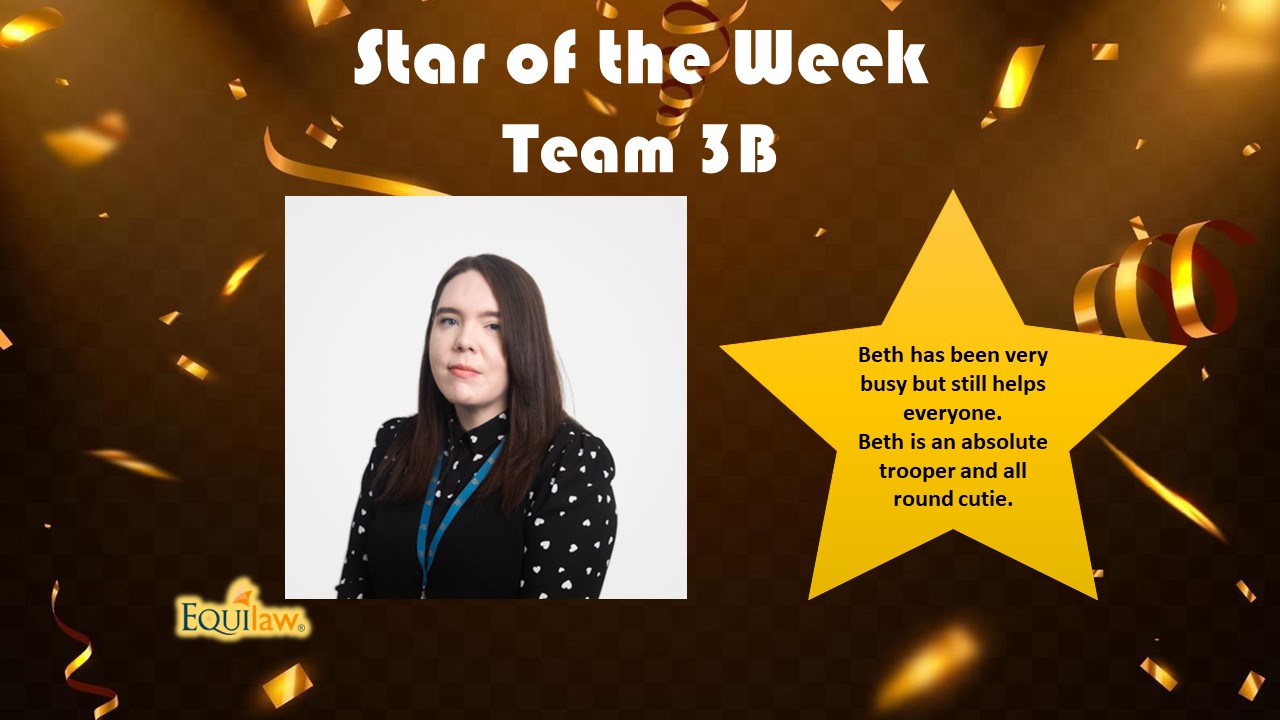 Star of the Week
Team 3B
Beth has been very
busy but still helps
everyone.
Beth is an absolute
trooper and all
round cutie.
EQUIlaw®